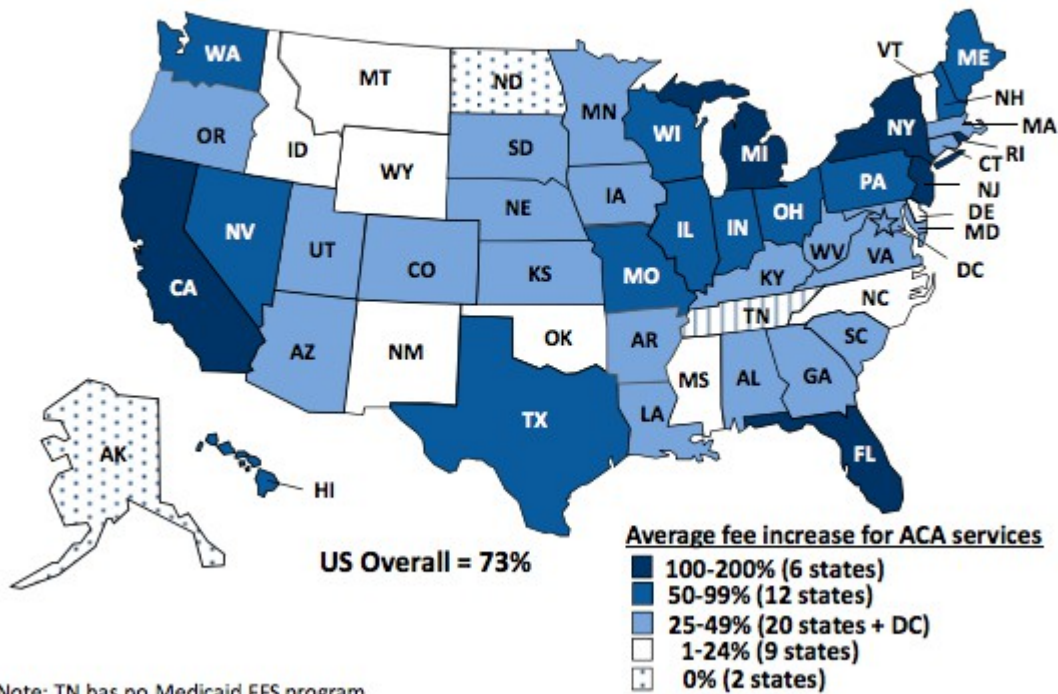 WA
MT
ND
VT
ME
MN
NH
OR
ID
SD
WI
NY
MA
WY
MI
RI
CT
IA
PA
NJ
NE
NV
IL
IN
OH
DE
MD
UT
CO
WV
VA
CA
KS
MO
KY
DC
NC
TN
AZ
NM
OK
AR
SC
MS
AL
GA
LA
TX
AK
FL
HI
US Overall = 73%
Average fee increase for ACA services
100-200% (6 states)
50-99% (12 states)
25-49% (20 states + DC)
1-24% (9 states)
0% (2 states)
Note: TN has no Medicaid FFS program